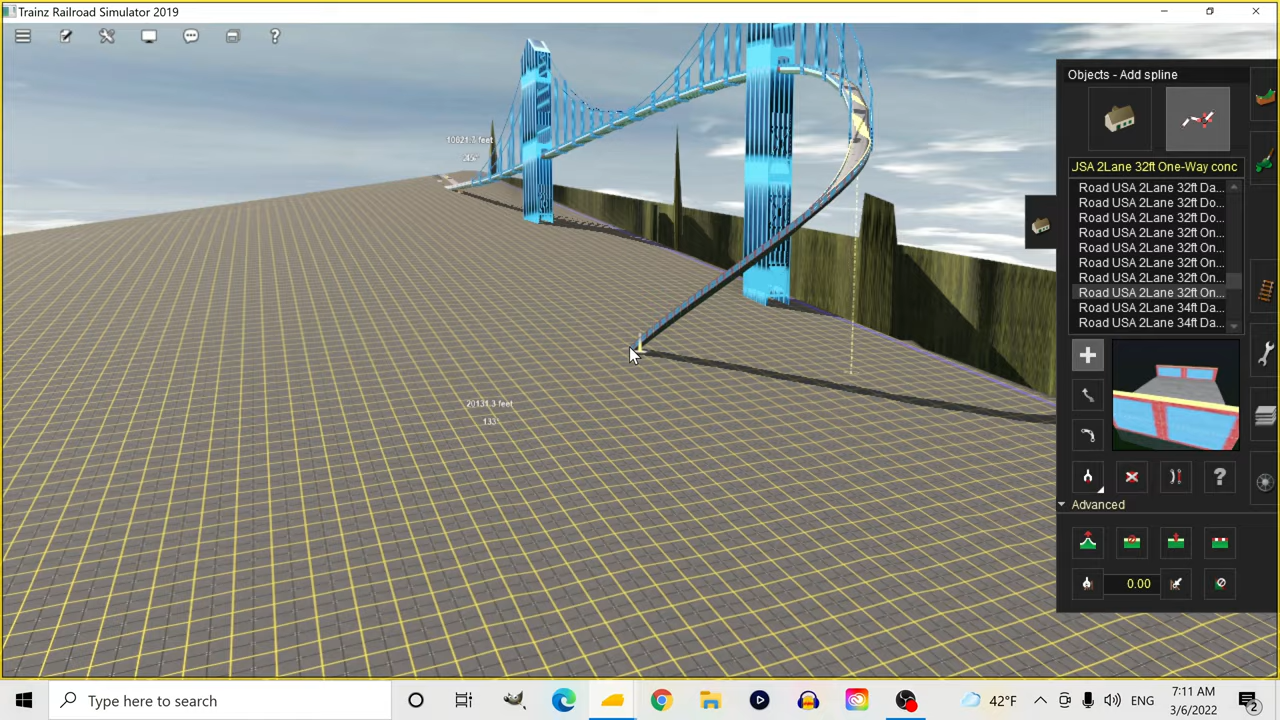 Trainz Railroad Simulator 2019
Objects - Add spline
JSA 2Lane 32ft One-Way conc
Road USA 2Lane 32ft Da...
Road USA 2Lane 32ft Do...
Road USA 2Lane 32ft Do...
Road USA 2Lane 32ft On...
Road USA 2Lane 32ft On...
Road USA 2Lane 32ft On...
Road USA 2Lane 32ft On...
Road USA 2Lane 32ft On...
Road USA 2Lane 34ft Da...
Road USA 2Lane 34ft Da...
20131.3 feet
133°
Advanced
0.00
Type here to search
42°F
ENG
7:11 AM
3/6/2022
2